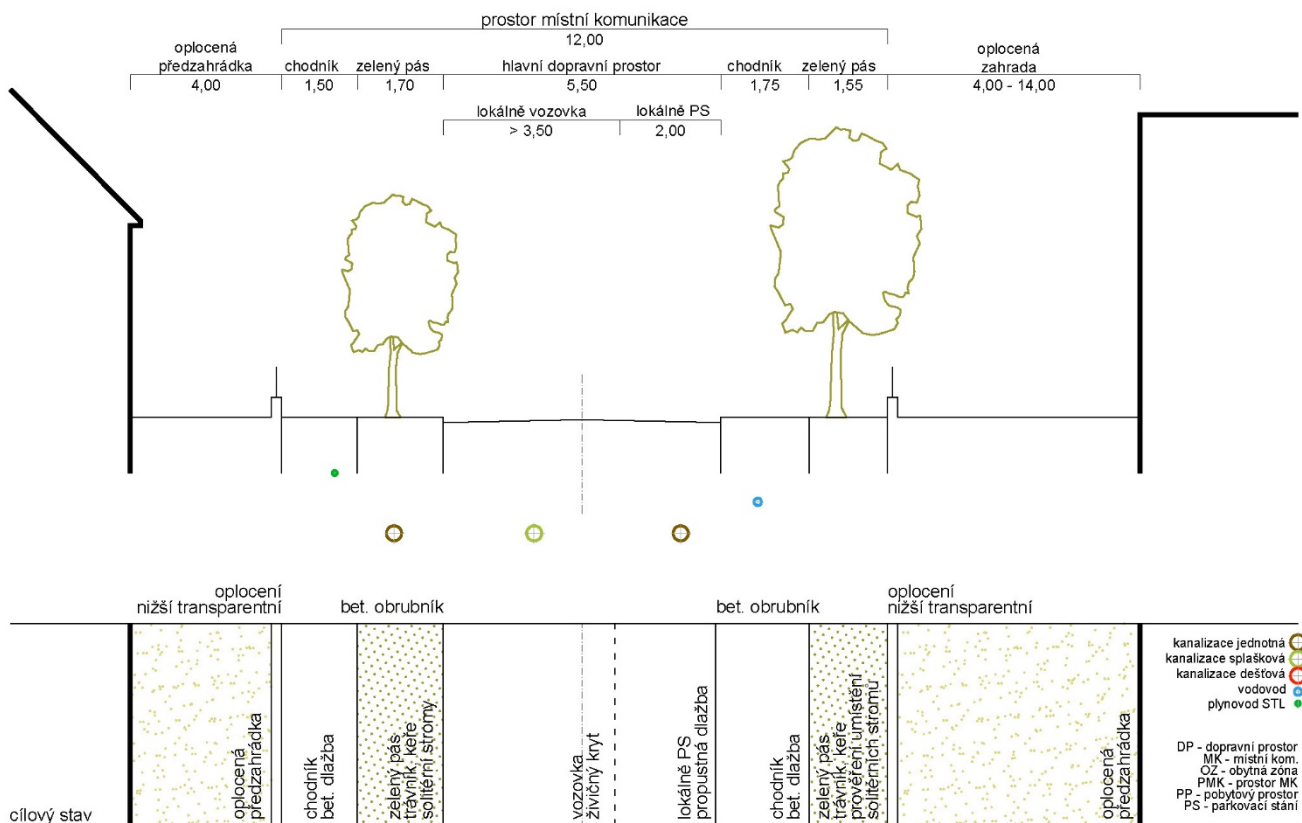 prostor místní komunikace
12,00
oplocená
předzahrádka
4,00
chodník
1,50
zelený pás
1,70
hlavní dopravní prostor
5,50
chodník
1,75
zelený pás
1,55
oplocená
zahrada
4,00 - 14,00
lokálně vozovka
> 3,50
lokálně PS
2,00
oplocení
nižší transparentní
bet. obrubník
bet. obrubník
oplocení
nižší transparentní
oplocená
předzahrádka
chodník
bet. dlažba
zelený pás
trávník, keře
solitérní stromy
vozovka
živičný kryt
lokálně PS
propustná dlažba
chodník
bet. dlažba
zelený pás
trávník, keře
prověření umístění
solitérních stromů
oplocená
předzahrádka
kanalizace jednotná
kanalizace splašková
kanalizace dešťová
vodovod
plynovod STL
DP - dopravní prostor
MK - místní kom.
OZ - obytná zóna
PMK - prostor MK
PP - pobytový prostor
PS - parkovací stání
cílový stav